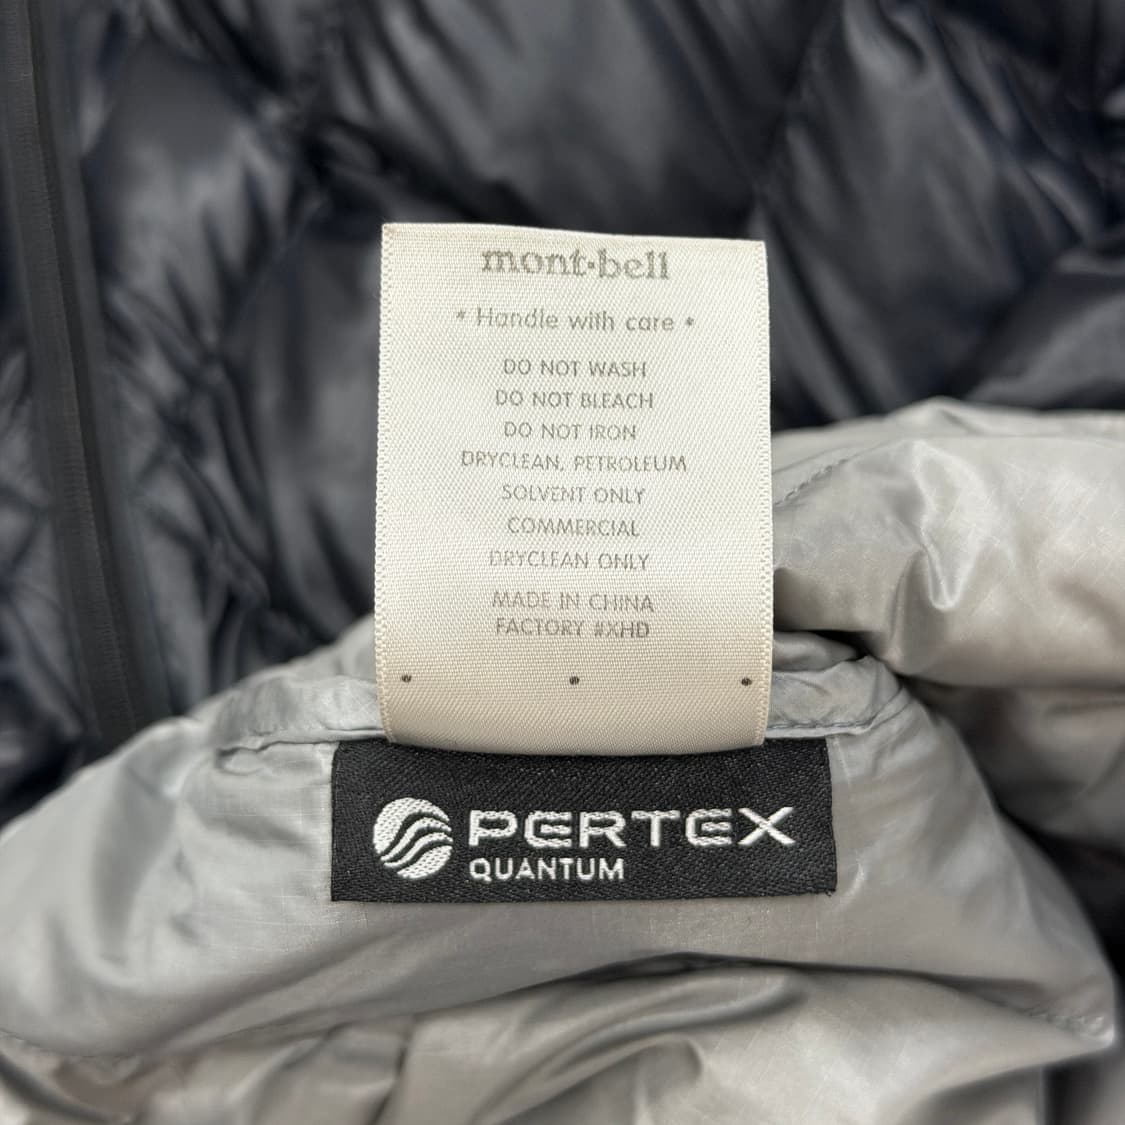 mont-bell
* Handle with care *
DO NOT WASH
DO NOT BLEACH
DO NOT IRON
DRYCLEAN, PETROLEUM
SOLVENT ONLY
COMMERCIAL
DRYCLEAN ONLY
MADE IN CHINA
FACTORY #XHD
PERTEX
QUANTUM